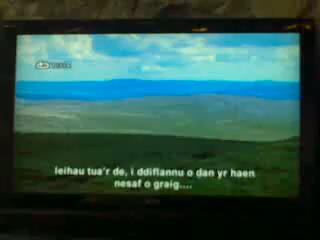 leihau tua'r de, i ddiflannu o dan yr haen
nesaf o graig....